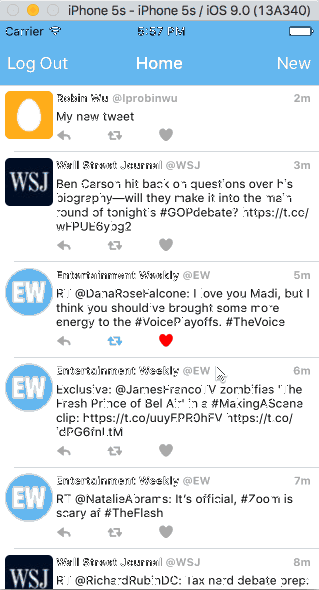 iPhone 5s - iPhone 5s / iOS 9.0 (13A340)
Carrier
Log Out Home New
Robin Wu @lprobinwu 2m
My new tweet
WSJ
Wall Street Journal @WSJ 3m
Ben Carson hit back on questions over his
biography—will they make it into the main
round of tonight's #GOPdebate? https://t.co/
EW
Entertainment Weekly @EW 5m
RT @DanaRoseFalcone: I love you Madi, but I
think you should've brought some more
energy to the #VoicePlayoffs. #TheVoice
EW
Entertainment Weekly @EW 6m
Exclusive: @JamesFrancoTV zombifies 'The
Fresh Prince of Bel Air' in a #MakingAScene
clip: https://t.co/ https://t.co/
EW
Entertainment Weekly @EW 7m
RT @NatalieAbrams: It's official, #Zoom is
scary af #TheFlash
WSJ
Wall Street Journal @WSJ 8m
RT @RichardRubinDC: Tax nerd debate prep: